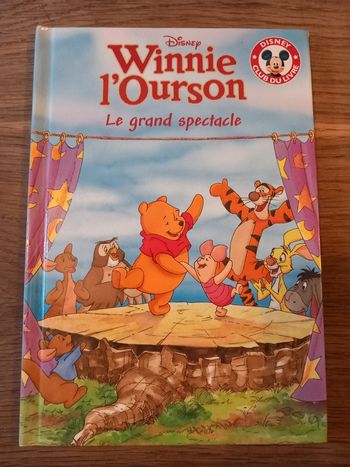 Disney
Winnie
l'Ourson
Le grand spectacle
DISNEY
CLUB DU LIVRE